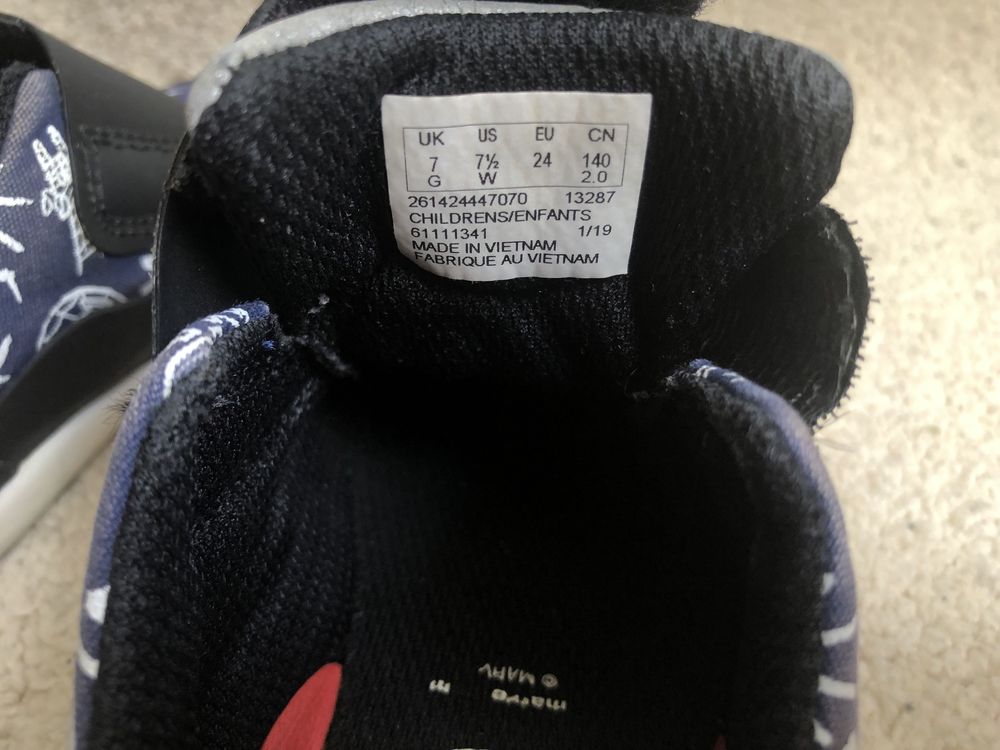 UK US EU CN
7 7½ 24 140
G W 2.0
261424447070 13287
CHILDRENS/ENFANTS
61111341 1/19
MADE IN VIETNAM
FABRIQUE AU VIETNAM
© MARV